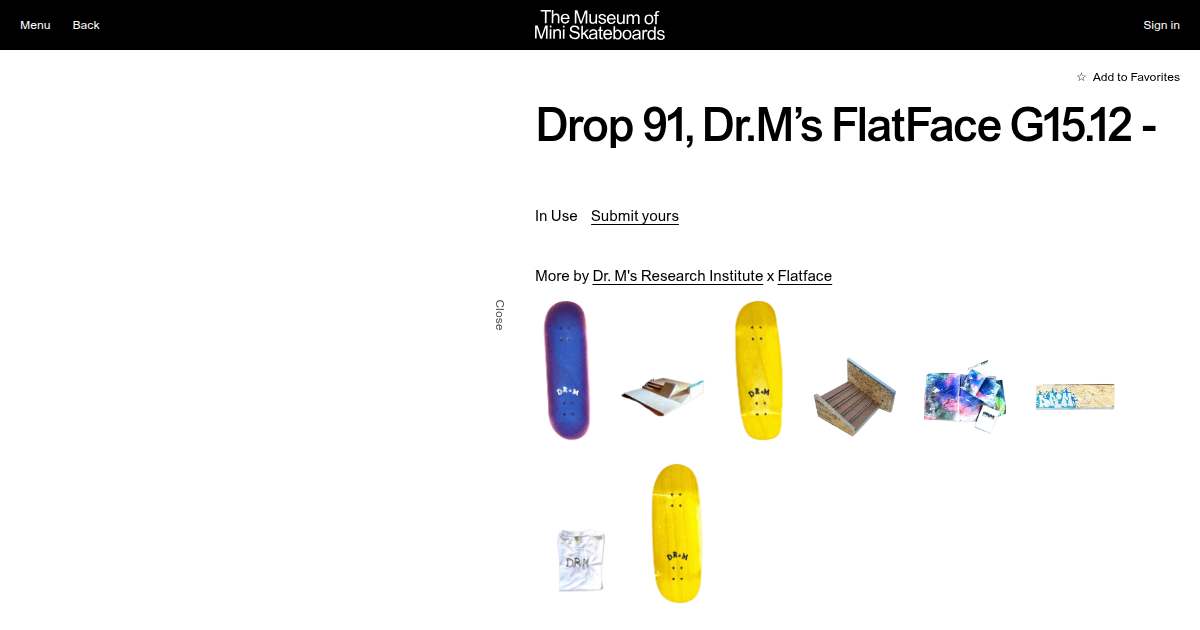 Menu
Back
The Museum of
Mini Skateboards
Sign in
☆ Add to Favorites
Drop 91, Dr.M’s FlatFace G15.12 -
In Use
Submit yours
More by Dr. M's Research Institute x Flatface
Close
DR.M
DR.M
DR.M
DR.M